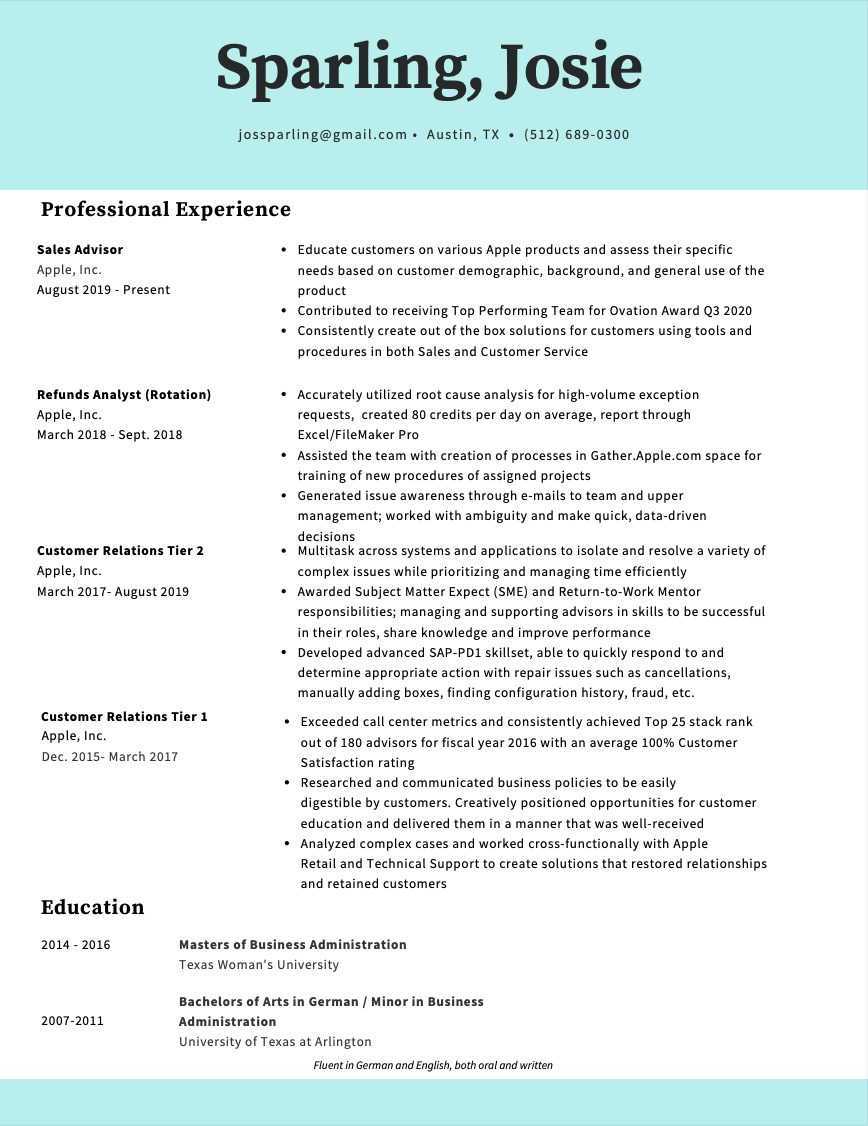 Sparling, Josie
jossparling@gmail.com • Austin, TX • (512) 689-0300
Professional Experience
Sales Advisor
Apple, Inc.
August 2019 - Present
• Educate customers on various Apple products and assess their specific
needs based on customer demographic, background, and general use of the
product
• Contributed to receiving Top Performing Team for Ovation Award Q3 2020
• Consistently create out of the box solutions for customers using tools and
procedures in both Sales and Customer Service
Refunds Analyst (Rotation)
Apple, Inc.
March 2018 - Sept. 2018
• Accurately utilized root cause analysis for high-volume exception
requests,  created 80 credits per day on average, report through
Excel/FileMaker Pro
• Assisted the team with creation of processes in Gather.Apple.com space for
training of new procedures of assigned projects
• Generated issue awareness through e-mails to team and upper
management; worked with ambiguity and make quick, data-driven
decisions
Customer Relations Tier 2
Apple, Inc.
March 2017- August 2019
• Multitask across systems and applications to isolate and resolve a variety of
complex issues while prioritizing and managing time efficiently
• Awarded Subject Matter Expect (SME) and Return-to-Work Mentor
responsibilities; managing and supporting advisors in skills to be successful
in their roles, share knowledge and improve performance
• Developed advanced SAP-PD1 skillset, able to quickly respond to and
determine appropriate action with repair issues such as cancellations,
manually adding boxes, finding configuration history, fraud, etc.
Customer Relations Tier 1
Apple, Inc.
Dec. 2015- March 2017
• Exceeded call center metrics and consistently achieved Top 25 stack rank
out of 180 advisors for fiscal year 2016 with an average 100% Customer
Satisfaction rating
• Researched and communicated business policies to be easily
digestible by customers. Creatively positioned opportunities for customer
education and delivered them in a manner that was well-received
• Analyzed complex cases and worked cross-functionally with Apple
Retail and Technical Support to create solutions that restored relationships
and retained customers
Education
2014 - 2016
Masters of Business Administration
Texas Woman's University
2007-2011
Bachelors of Arts in German / Minor in Business
Administration
University of Texas at Arlington
Fluent in German and English, both oral and written